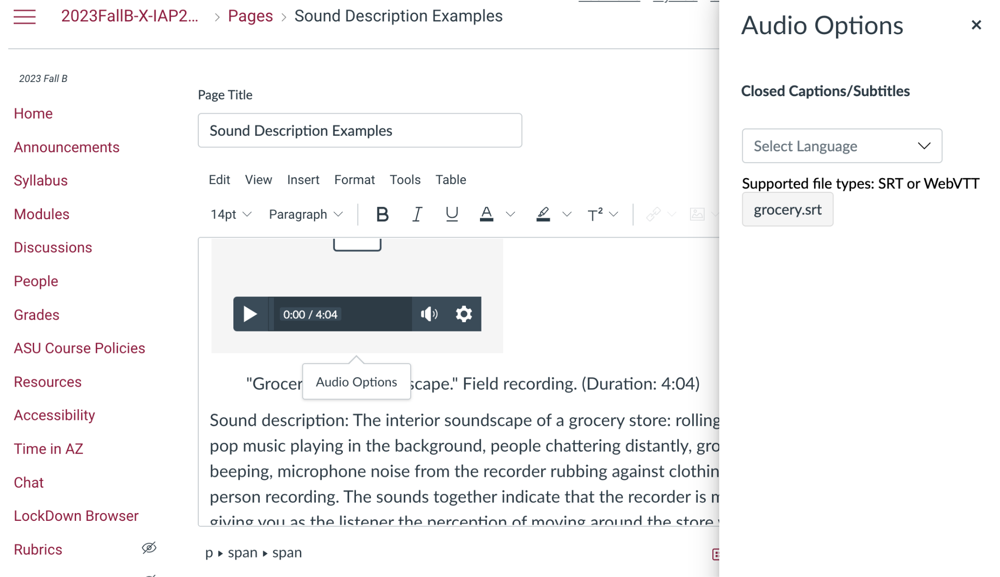 2023FallB-X-IAP2... > Pages > Sound Description Examples
2023 Fall B
Home
Announcements
Syllabus
Modules
Discussions
People
Grades
ASU Course Policies
Resources
Accessibility
Time in AZ
Chat
LockDown Browser
Rubrics
Page Title
Sound Description Examples
Edit View Insert Format Tools Table
14pt Paragraph B I U A T²
0:00 / 4:04
Audio Options
"Grocer scape." Field recording. (Duration: 4:04)
Sound description: The interior soundscape of a grocery store: rolling
pop music playing in the background, people chattering distantly, gro
beeping, microphone noise from the recorder rubbing against clothin
person recording. The sounds together indicate that the recorder is m
giving you as the listener the perception of moving around the store
p ▸ span ▸ span
Audio Options ×
Closed Captions/Subtitles
Select Language
Supported file types: SRT or WebVTT
grocery.srt